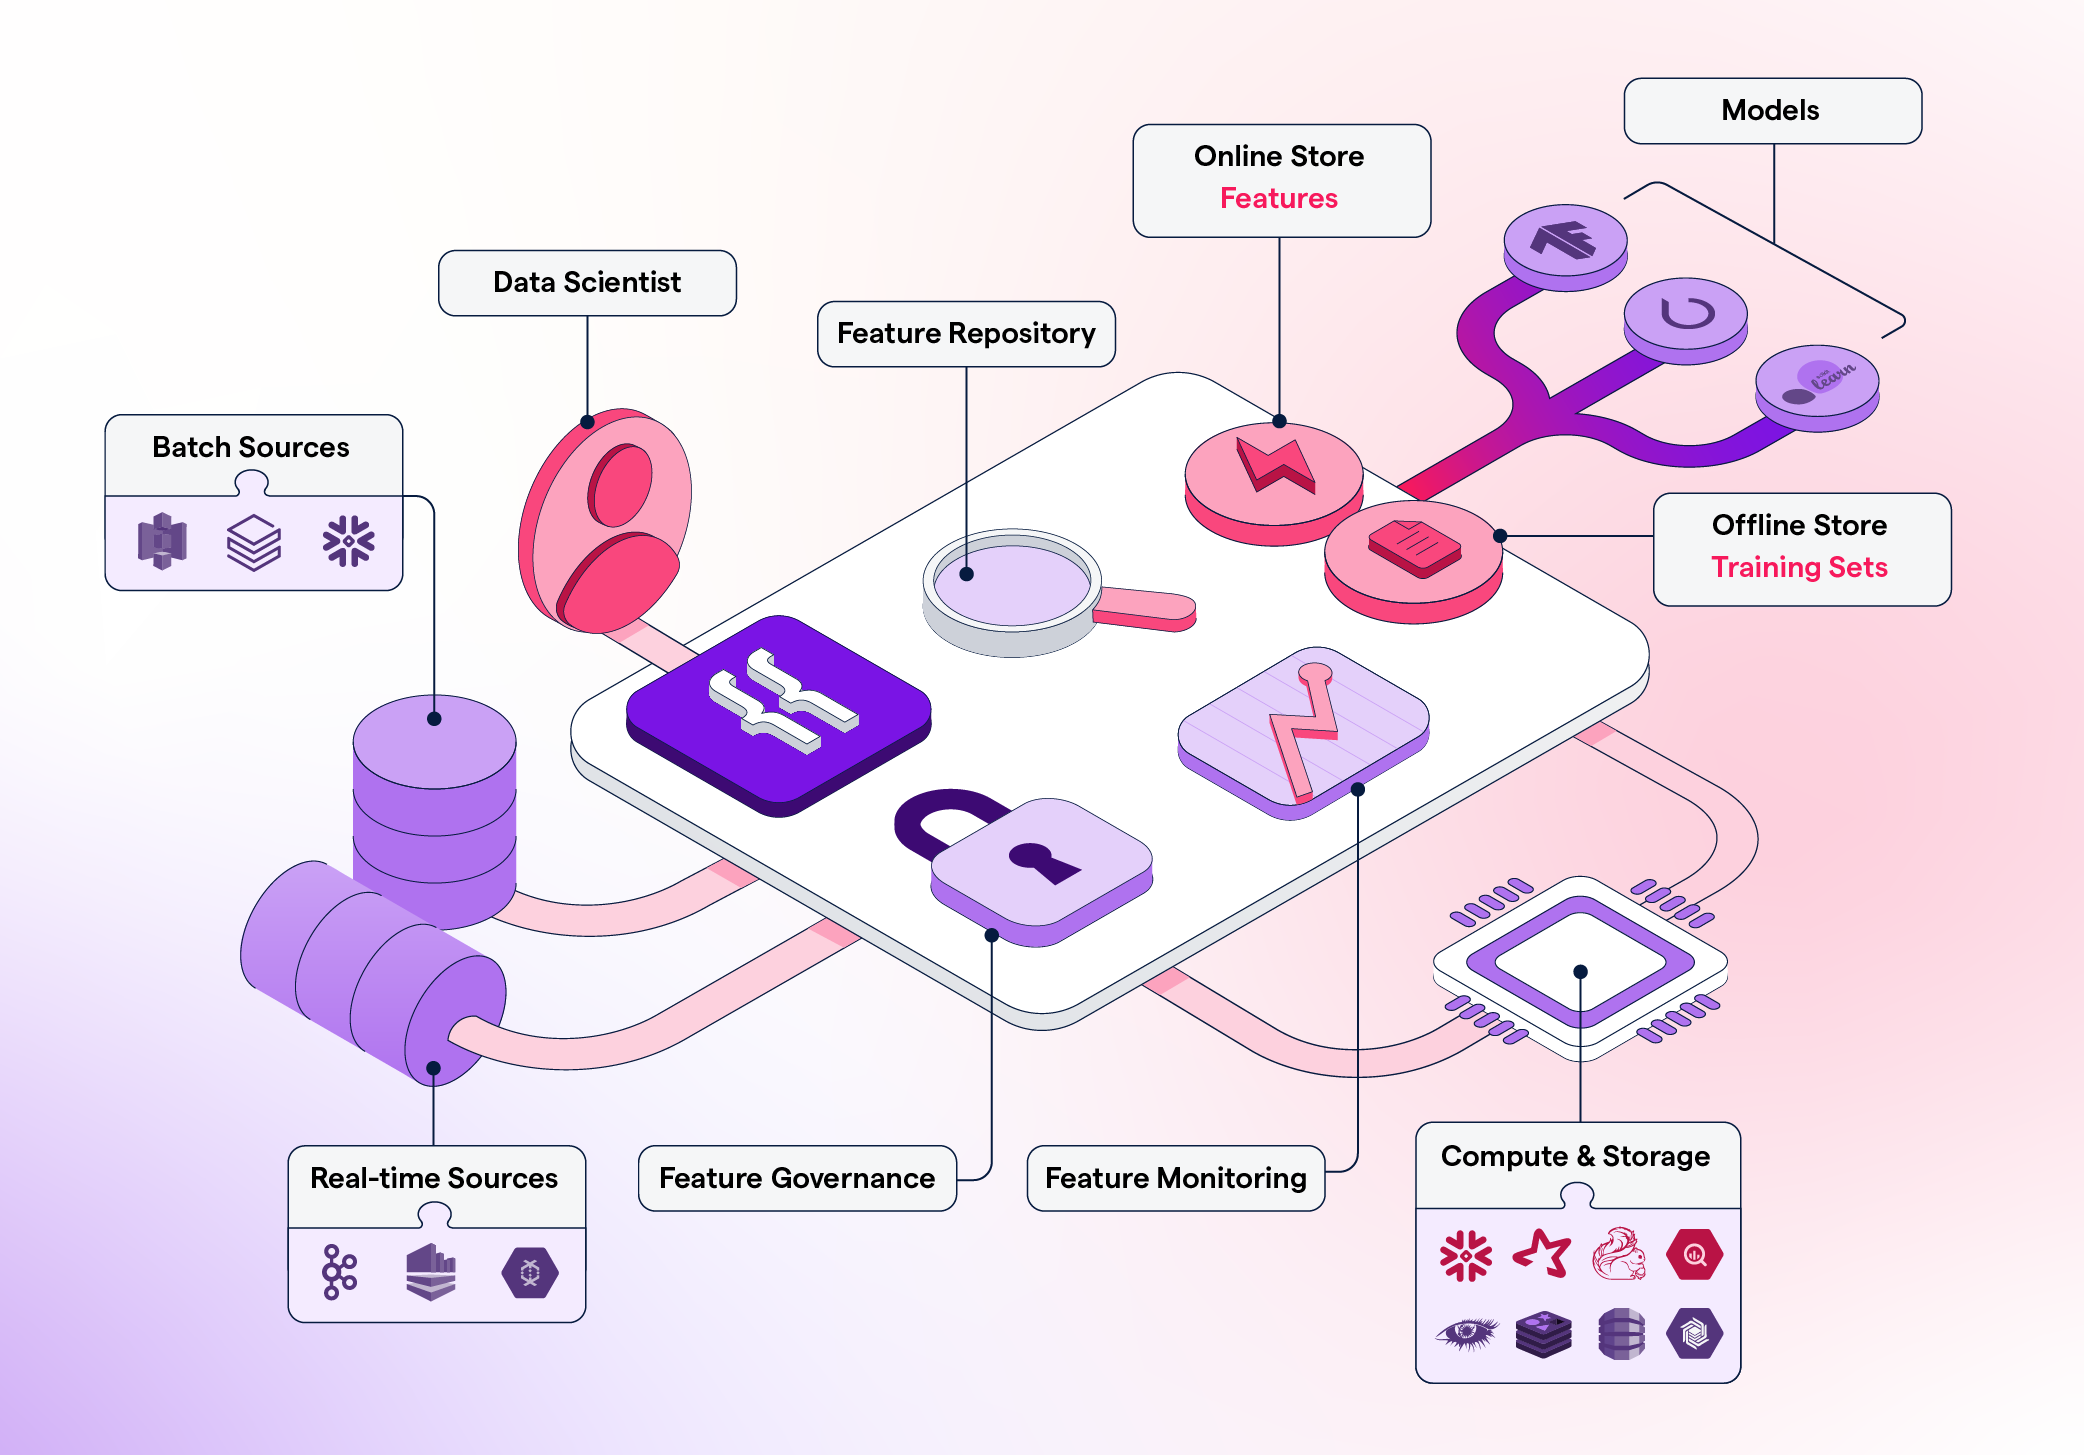 Models
Online Store
Features
Data Scientist
Feature Repository
Batch Sources
learn
Offline Store
Training Sets
Real-time Sources
Feature Governance
Feature Monitoring
Compute & Storage